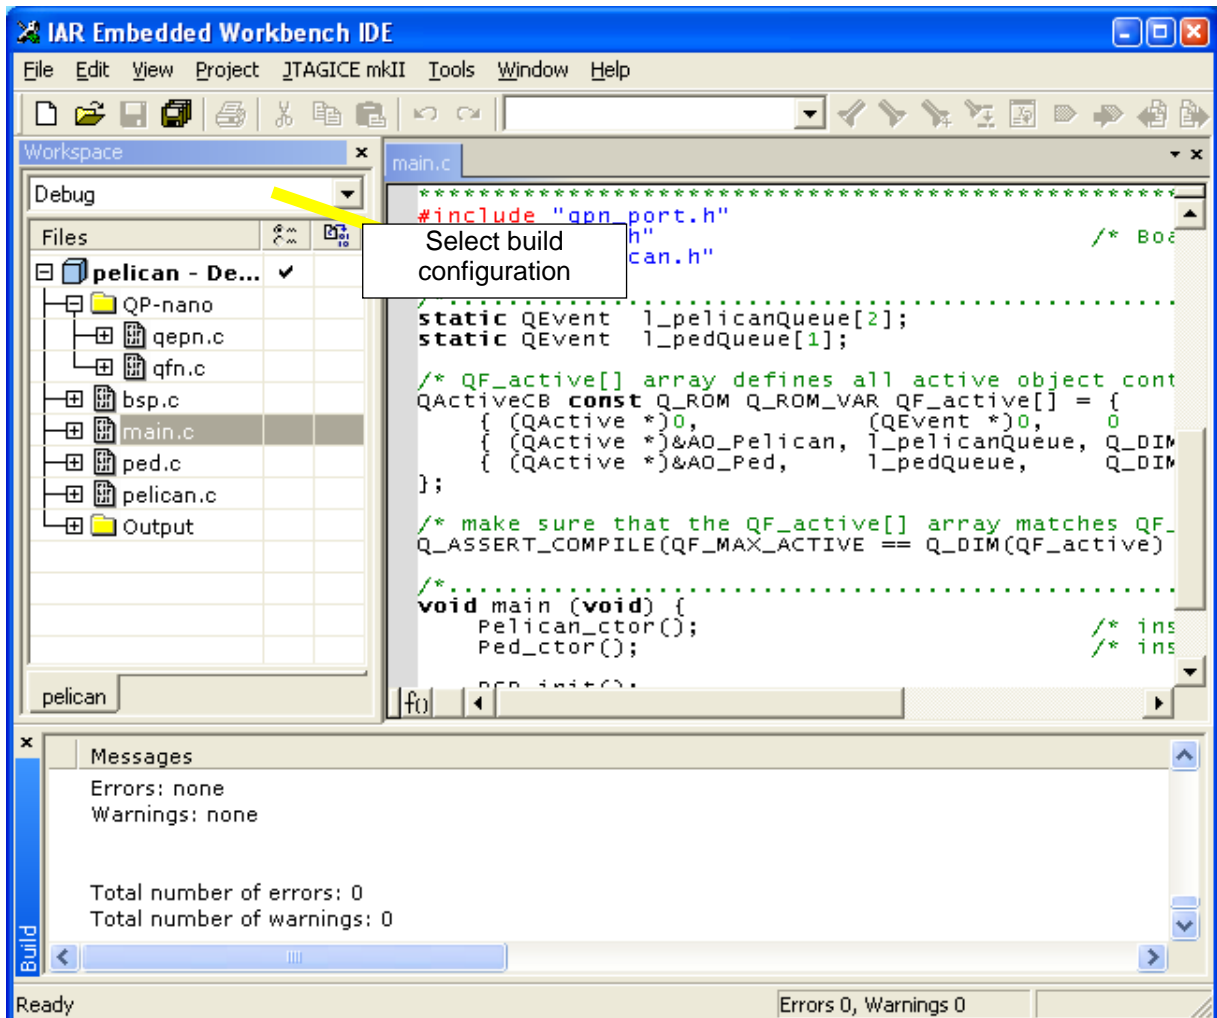 IAR Embedded Workbench IDE
File Edit View Project JTAGICE mkII Tools Window Help
Workspace
main.c
Debug
Files
pelican - De...
QP-nano
qepn.c
qfn.c
bsp.c
main.c
ped.c
pelican.c
Output
pelican
Select build
configuration
****************************************************
#include "qpn_port.h"
h" /* Boa
can.h"
/*..................................................
static QEvent l_pelicanQueue[2];
static QEvent l_pedQueue[1];
/* QF_active[] array defines all active object cont
QActiveCB const Q_ROM Q_ROM_VAR QF_active[] = {
{ (QActive *)0, (QEvent *)0, 0
{ (QActive *)&AO_Pelican, l_pelicanQueue, Q_DIM
{ (QActive *)&AO_Ped, l_pedQueue, Q_DIM
};
/* make sure that the QF_active[] array matches QF_
Q_ASSERT_COMPILE(QF_MAX_ACTIVE == Q_DIM(QF_active)
/*..................................................
void main (void) {
Pelican_ctor(); /* ins
Ped_ctor(); /* ins
f()
Messages
Errors: none
Warnings: none
Total number of errors: 0
Total number of warnings: 0
Build
Ready
Errors 0, Warnings 0